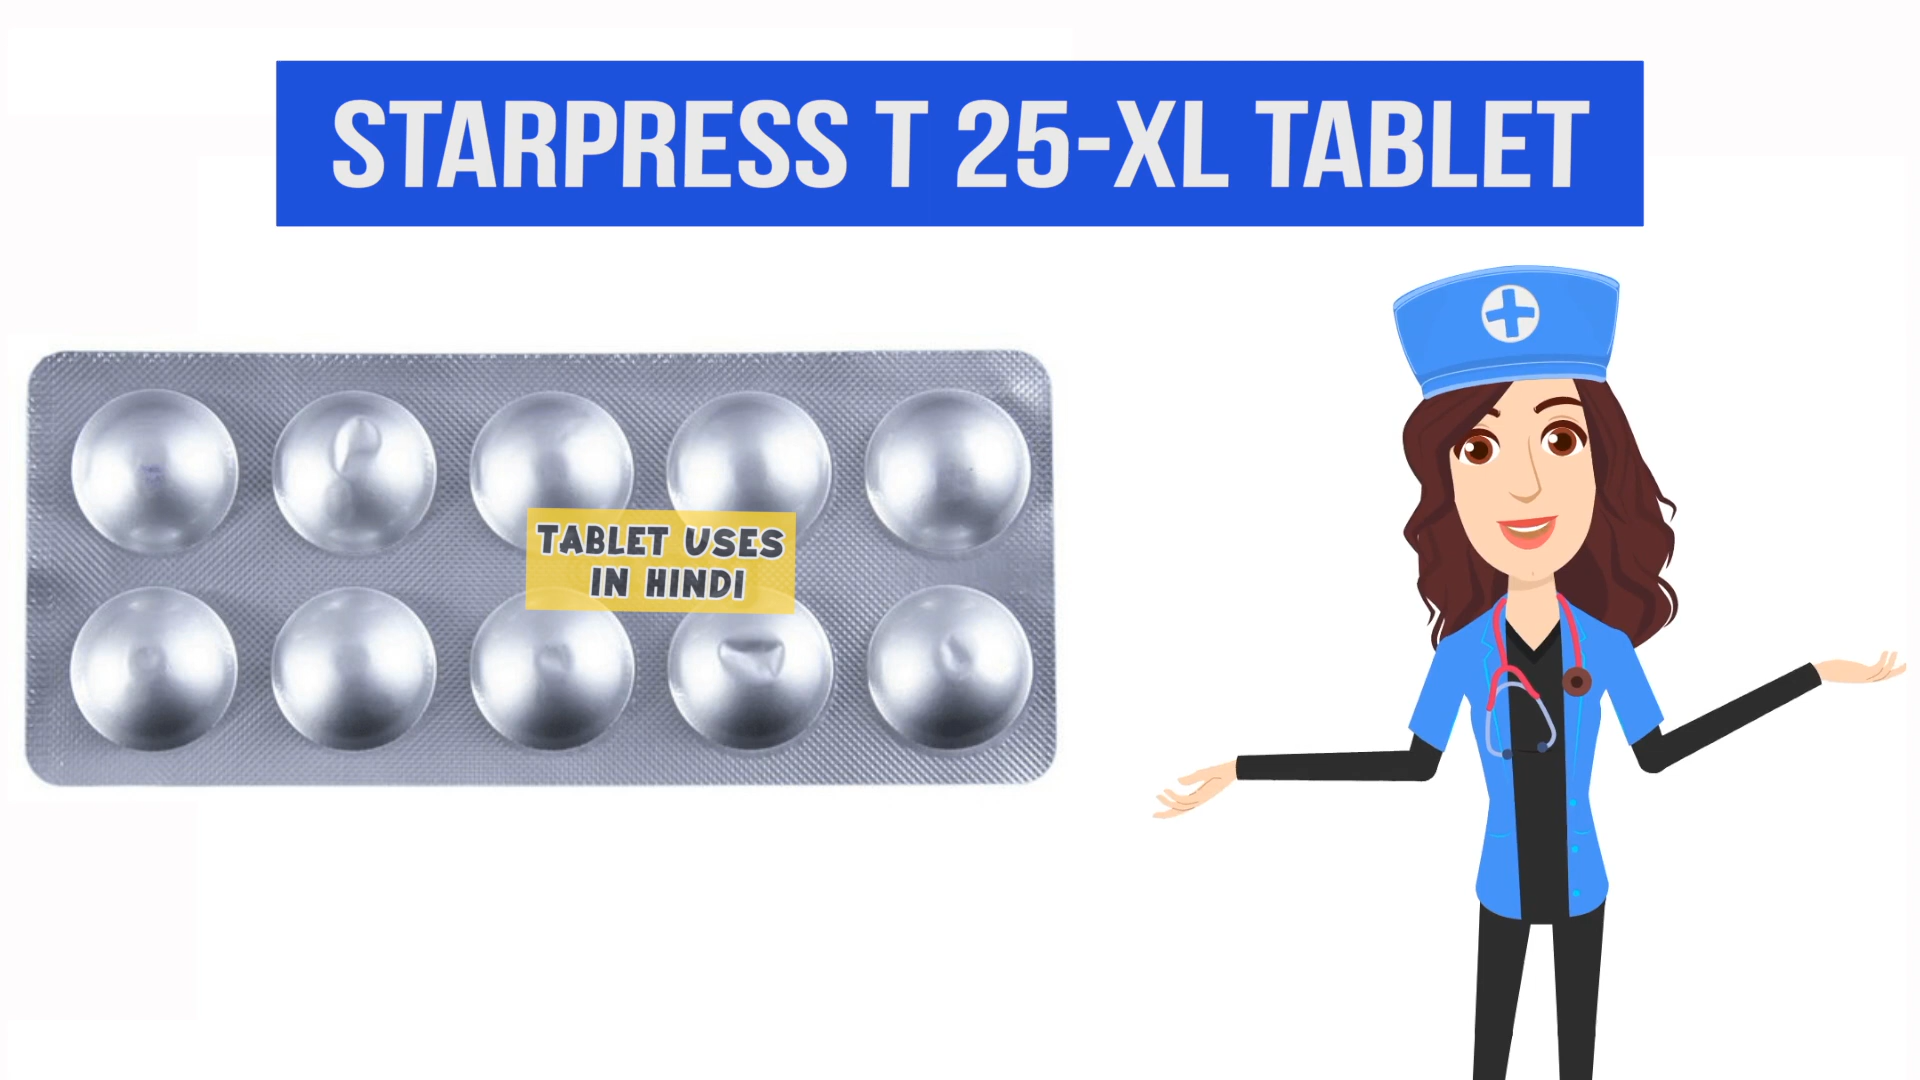 STARPRESS T 25-XL TABLET
TABLET USES
IN HINDI